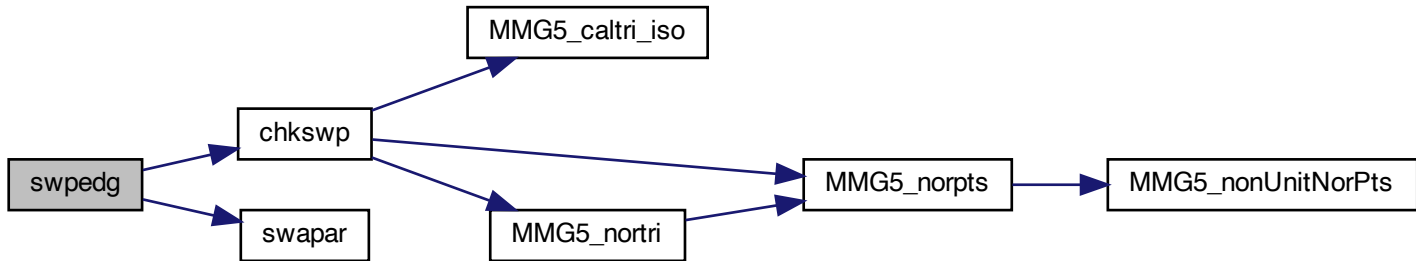 swpedg
chkswp
swapar
MMG5_caltri_iso
MMG5_nortri
MMG5_norpts
MMG5_nonUnitNorPts